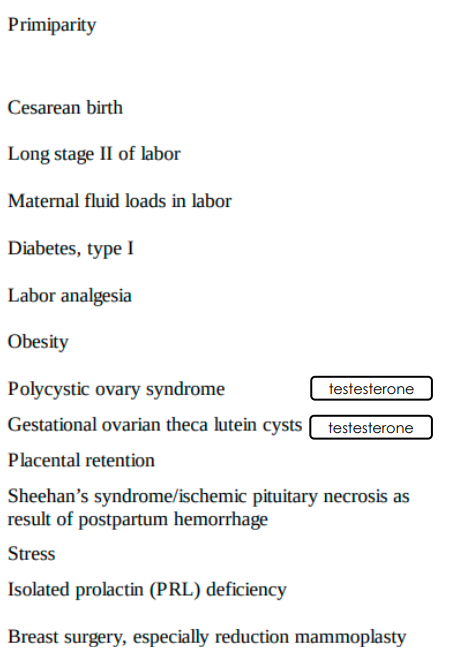 Primiparity
Cesarean birth
Long stage II of labor
Maternal fluid loads in labor
Diabetes, type I
Labor analgesia
Obesity
Polycystic ovary syndrome testesterone
Gestational ovarian theca lutein cysts testesterone
Placental retention
Sheehan’s syndrome/ischemic pituitary necrosis as
result of postpartum hemorrhage
Stress
Isolated prolactin (PRL) deficiency
Breast surgery, especially reduction mammoplasty